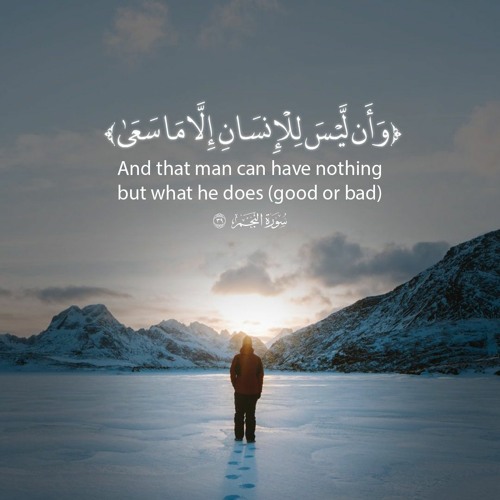 ﴿وَأَن لَّيْسَ لِلْإِنسَانِ إِلَّا مَا سَعَىٰ﴾
And that man can have nothing
but what he does (good or bad)
سُورَةُ النَّجْمِ ٣٩